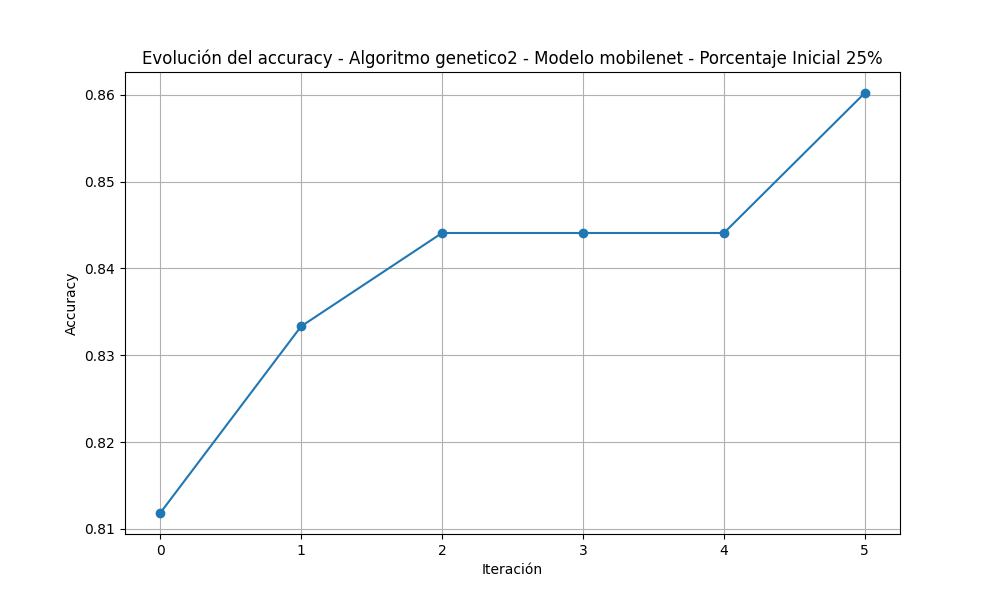 Evolución del accuracy - Algoritmo genetico2 - Modelo mobilenet - Porcentaje Inicial 25%
0.86
0.85
0.84
0.83
0.82
0.81
Accuracy
0 1 2 3 4 5
Iteración